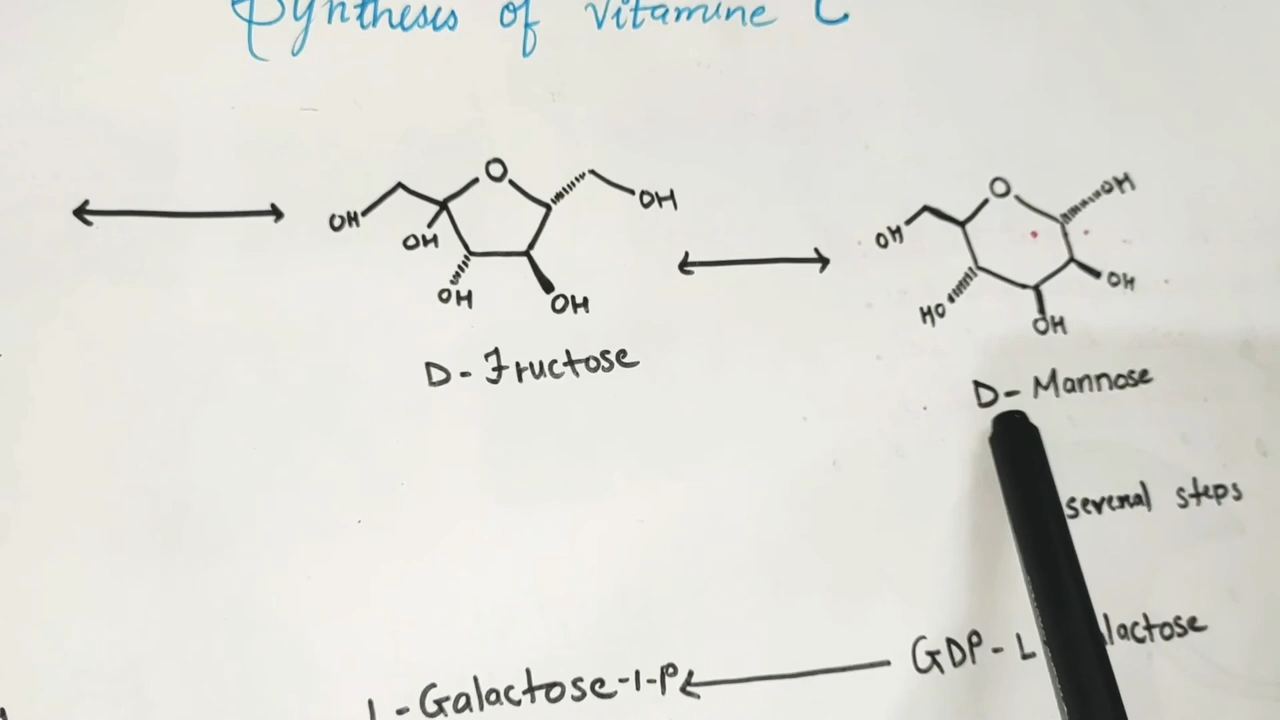 Synthesis of Vitamine C
O
OH
OH
OH
OH
OH
D-Fructose
O
OH
OH
HO
OH
OH
D-Mannose
several steps
GDP-L lactose
L-Galactose-1-P